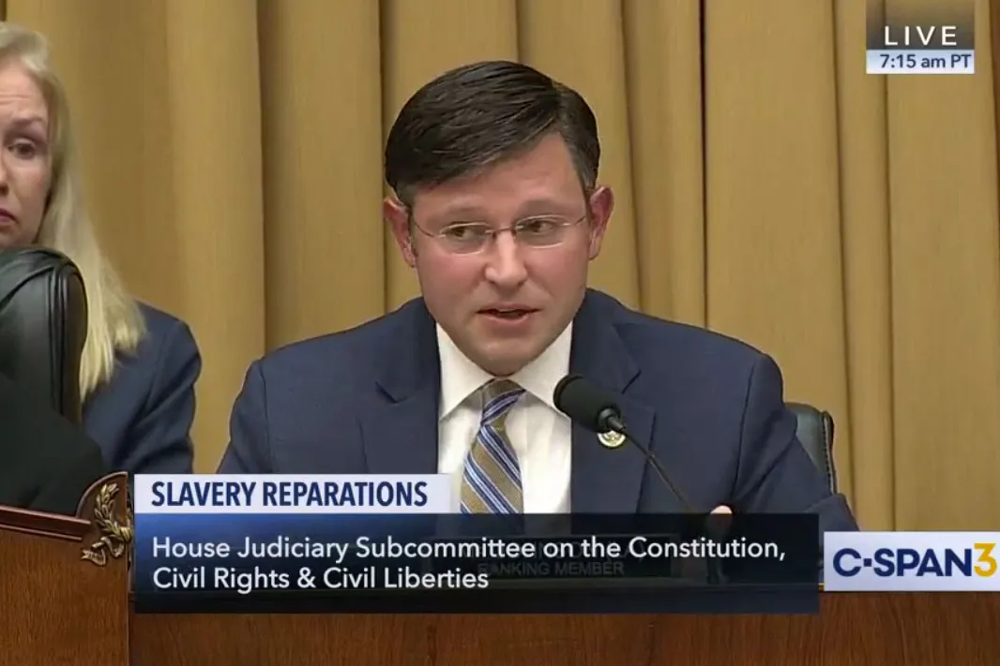 LIVE
7:15 am PT
SLAVERY REPARATIONS
House Judiciary Subcommittee on the Constitution,
Civil Rights & Civil Liberties
RANKING MEMBER
C-SPAN3